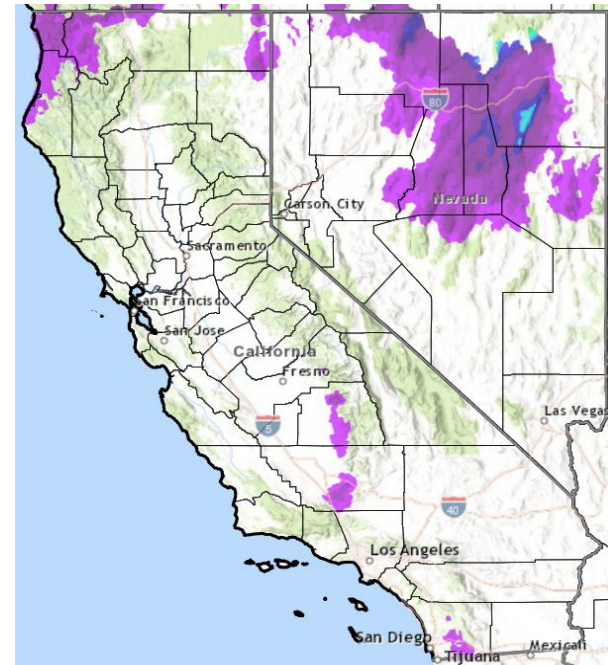 80
Nevada
Carson City
Sacramento
San Francisco
San Jose
California
Fresno
5
Las Vegas
40
Los Angeles
San Diego
Tijuana
Mexicali